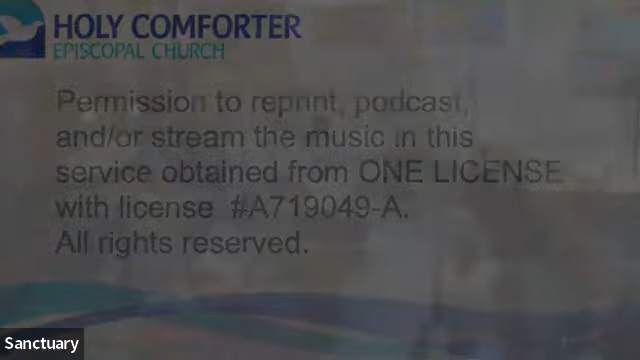 HOLY COMFORTER
EPISCOPAL CHURCH
Permission to reprint, podcast,
and/or stream the music in this
service obtained from ONE LICENSE
with license #A719049-A.
All rights reserved.
Sanctuary